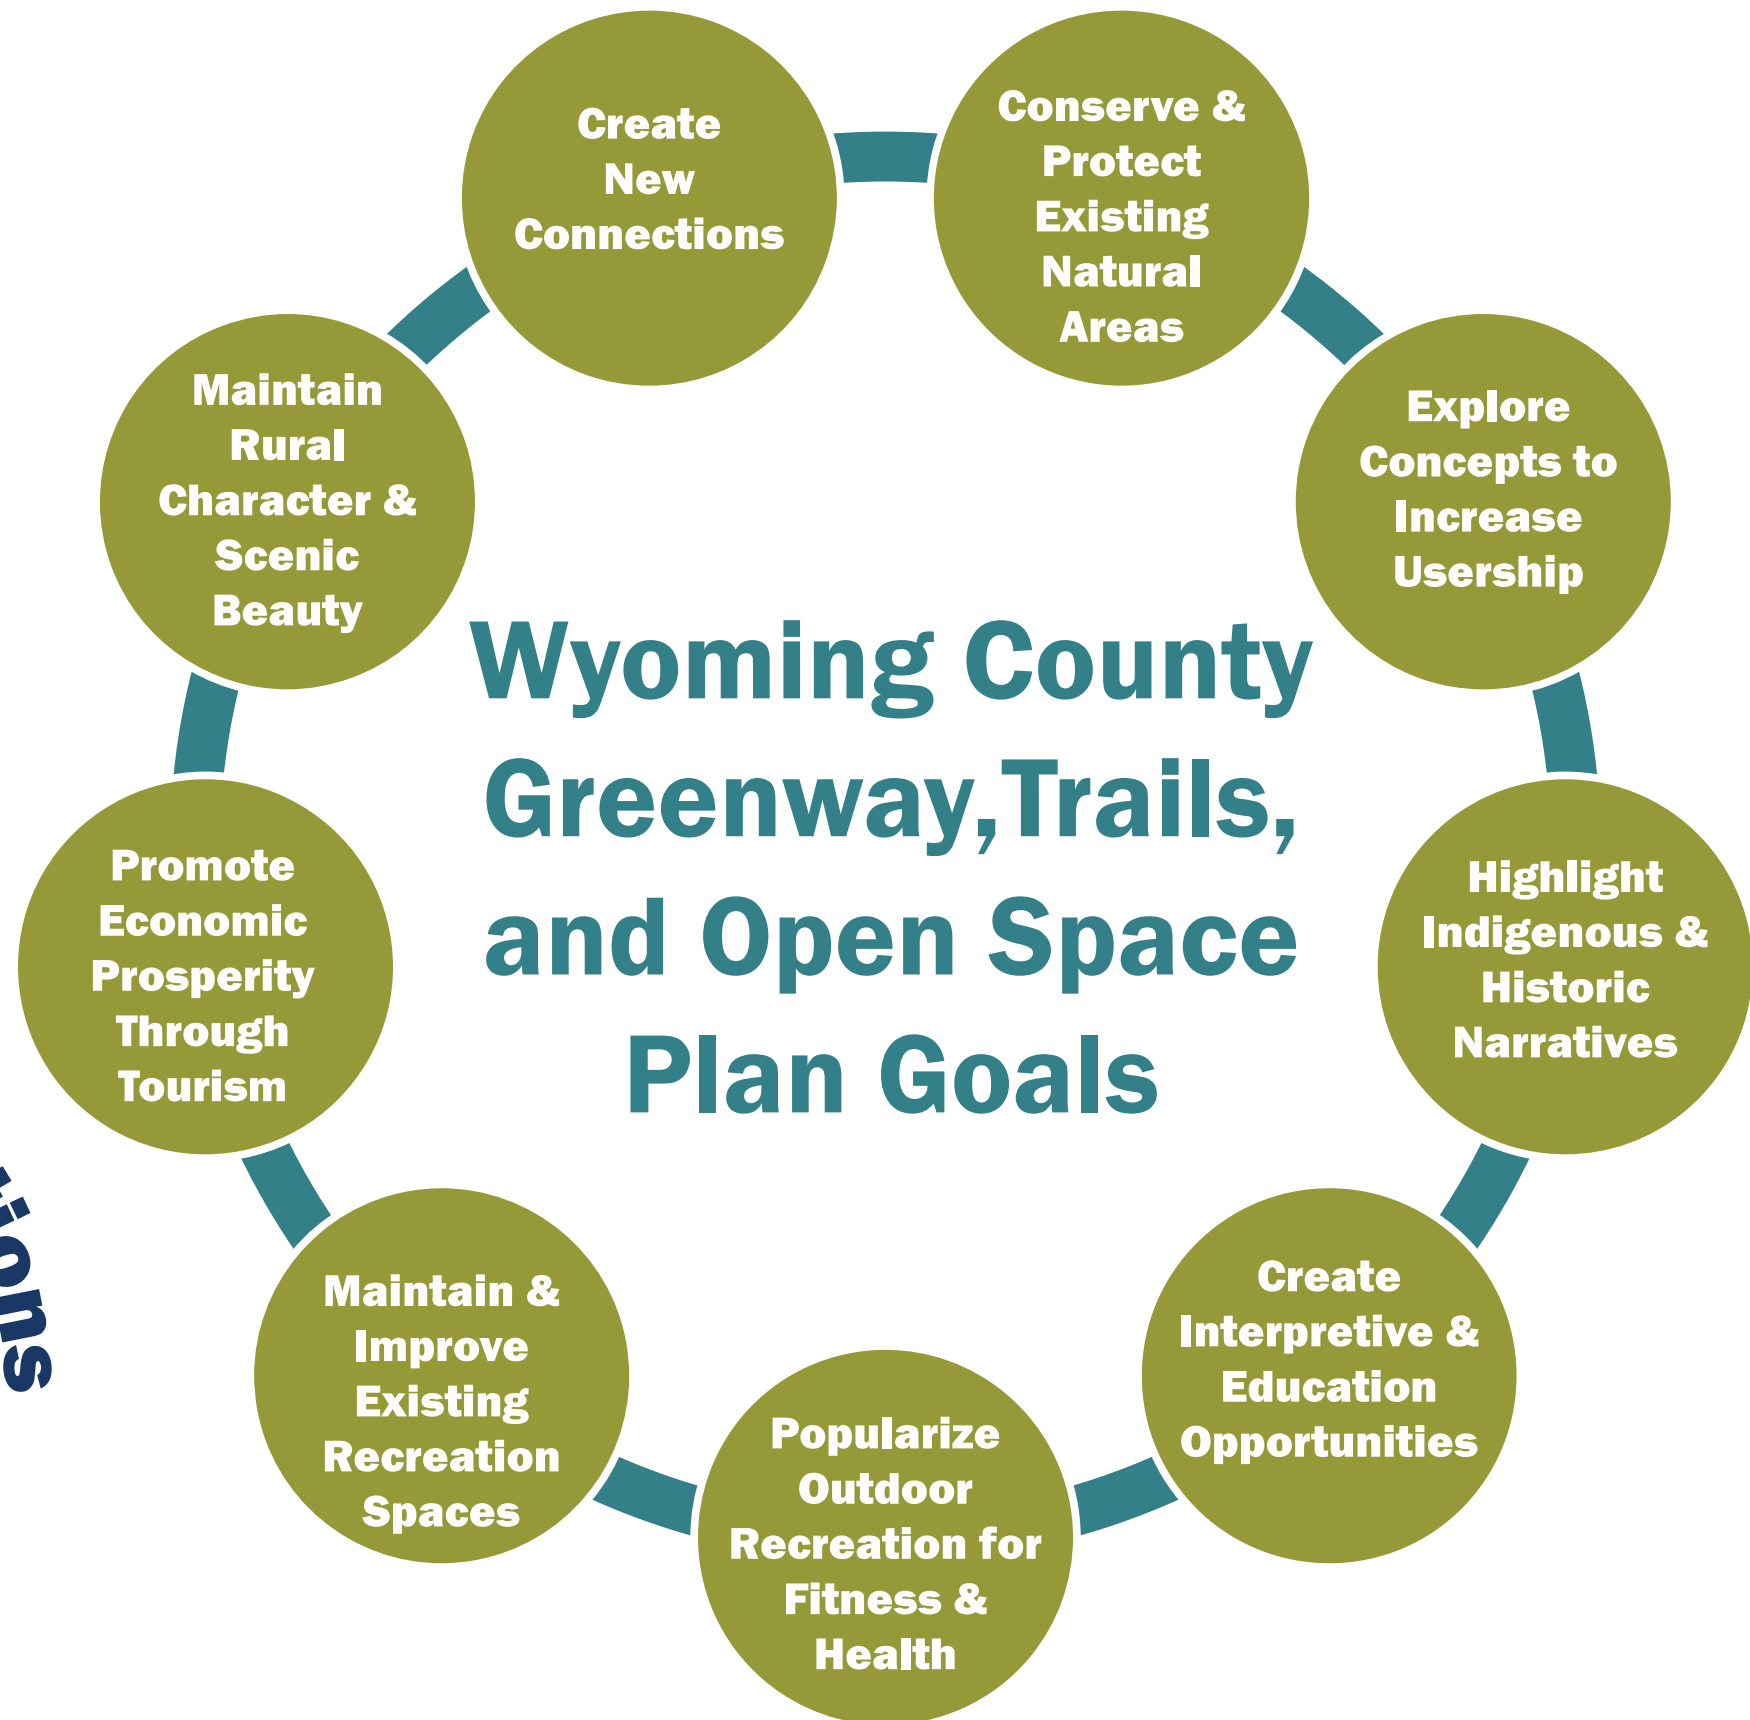 Create
New
Connections
Conserve &
Protect
Existing
Natural
Areas
Explore
Concepts to
Increase
Usership
Highlight
Indigenous &
Historic
Narratives
Create
Interpretive &
Education
Opportunities
Popularize
Outdoor
Recreation for
Fitness &
Health
Maintain &
Improve
Existing
Recreation
Spaces
Promote
Economic
Prosperity
Through
Tourism
Maintain
Rural
Character &
Scenic
Beauty
Wyoming County
Greenway,Trails,
and Open Space
Plan Goals